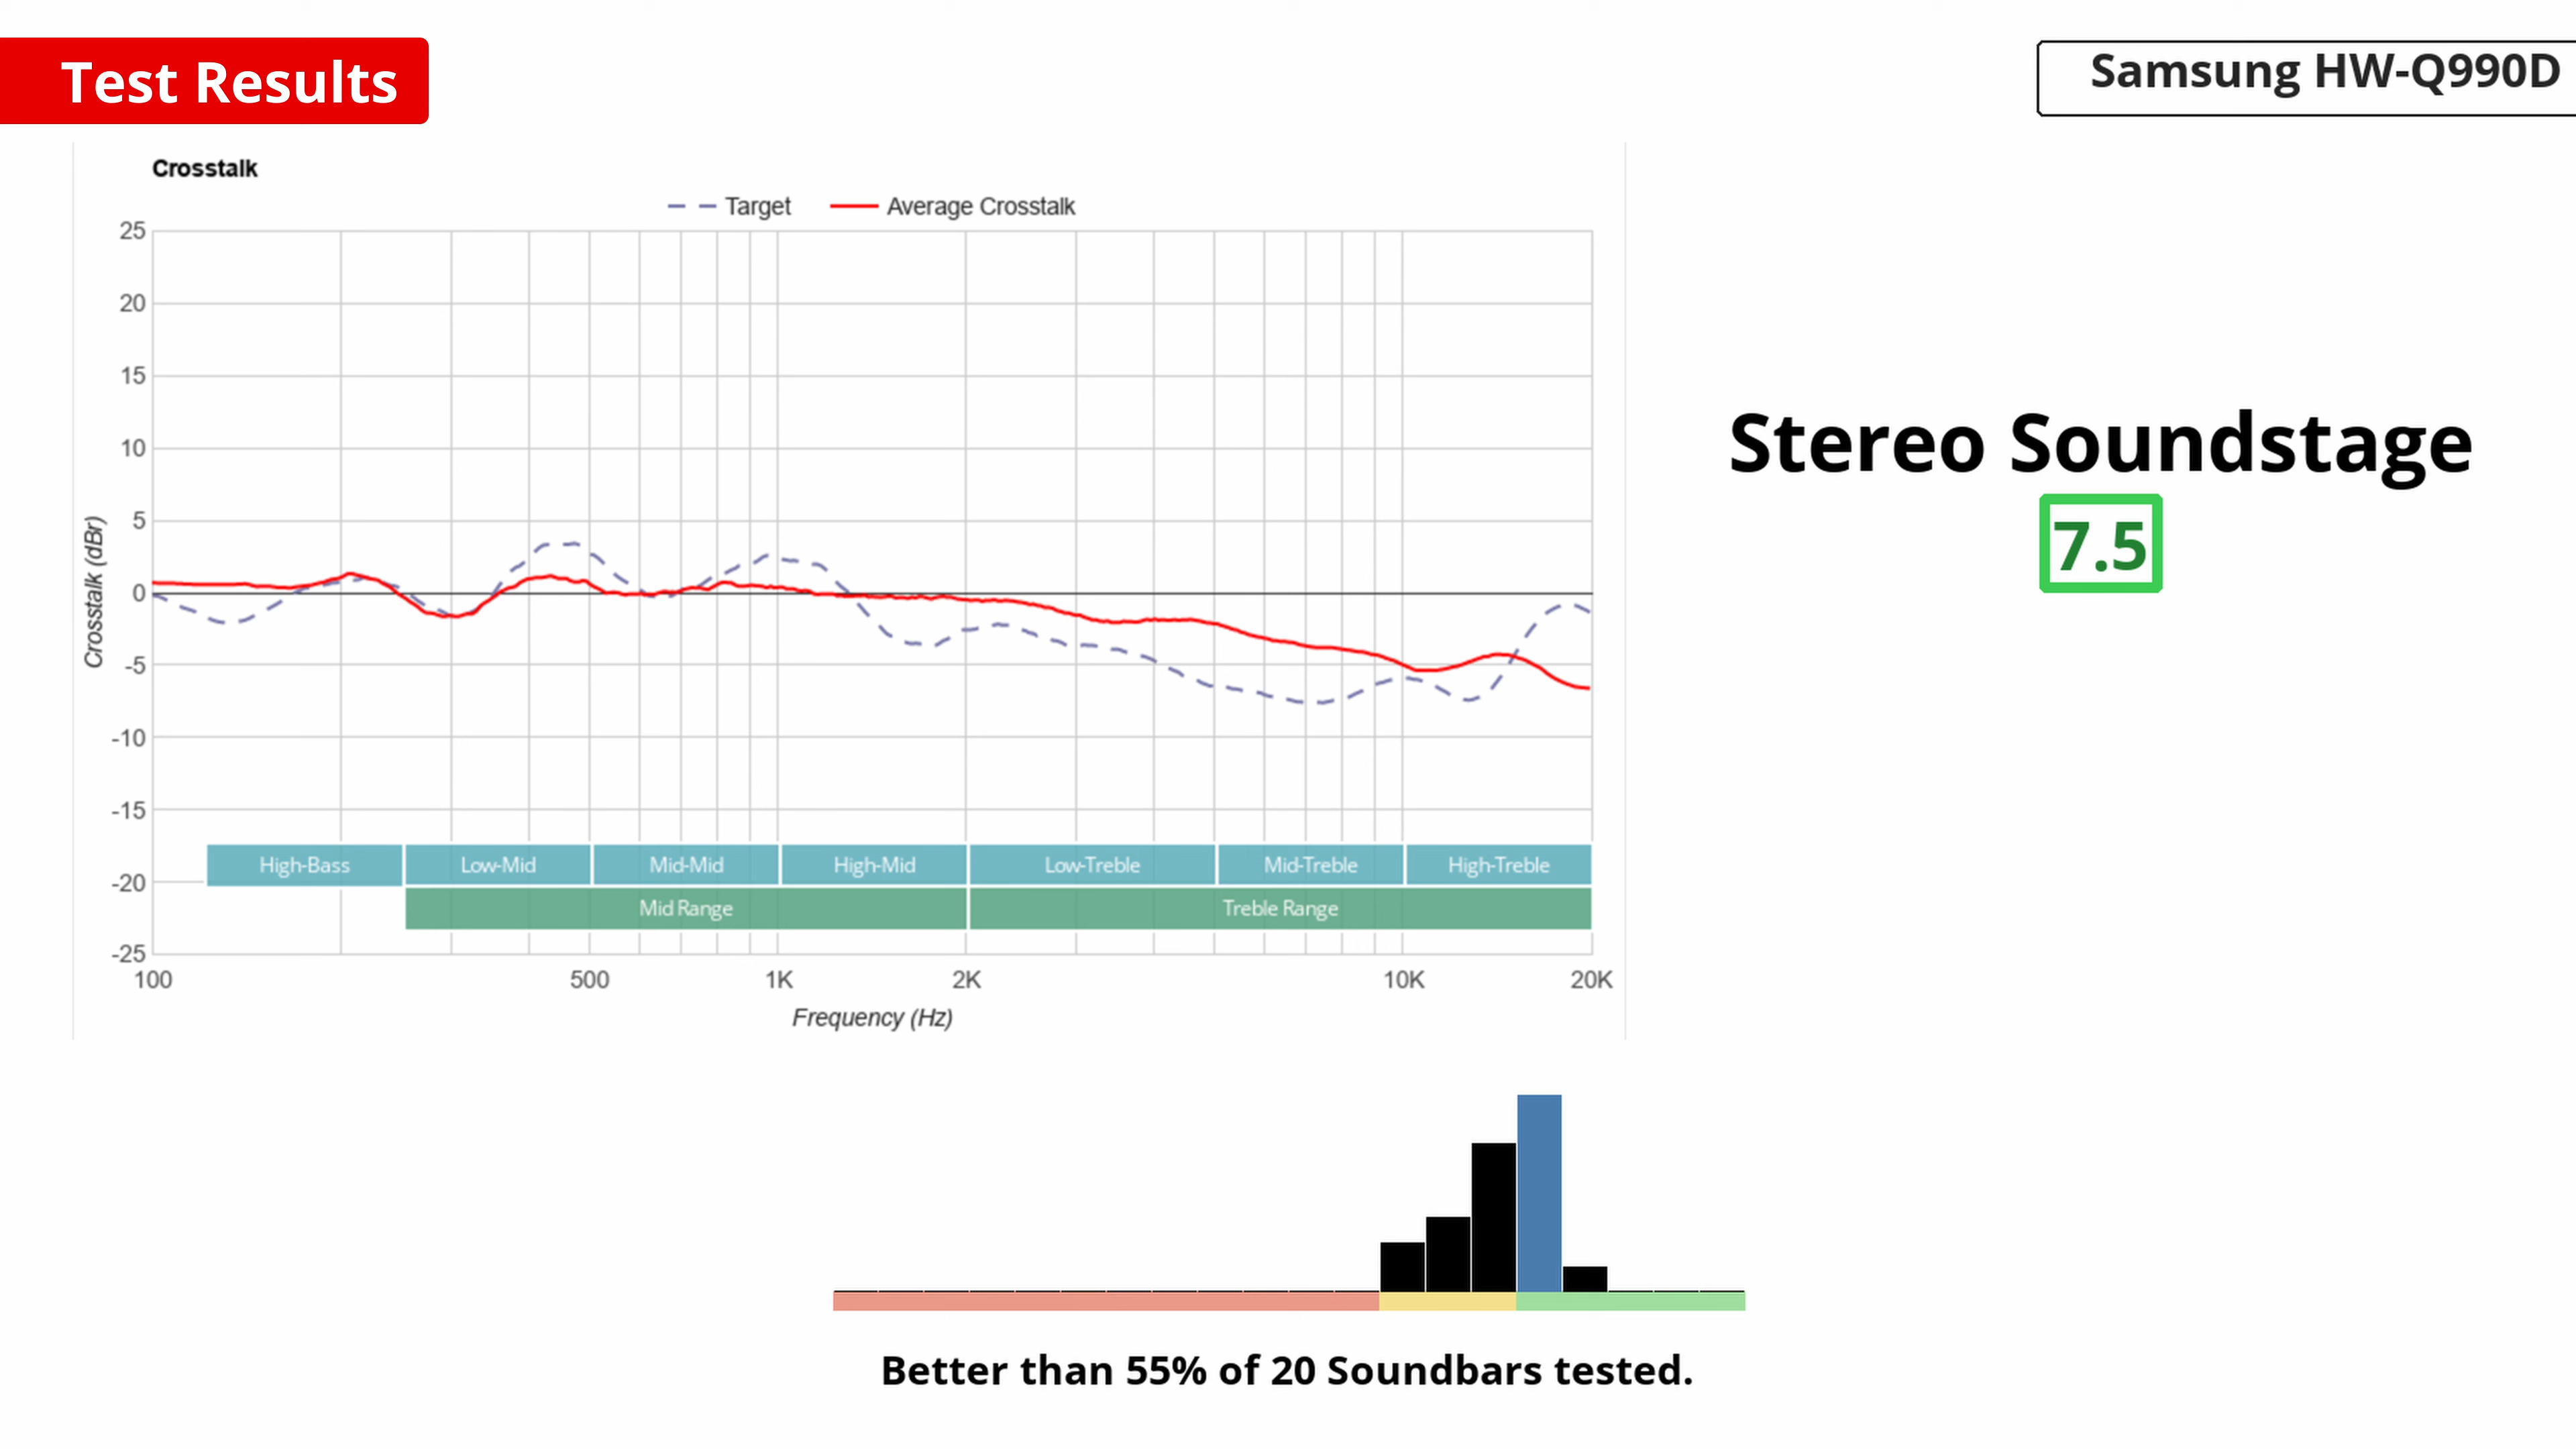 Test Results
Samsung HW-Q990D
Crosstalk
Target
Average Crosstalk
25
20
15
10
5
0
-5
-10
-15
-20
-25
Crosstalk (dBr)
High-Bass
Low-Mid
Mid-Mid
High-Mid
Low-Treble
Mid-Treble
High-Treble
Mid Range
Treble Range
100
500
1K
2K
10K
20K
Frequency (Hz)
Stereo Soundstage
7.5
Better than 55% of 20 Soundbars tested.